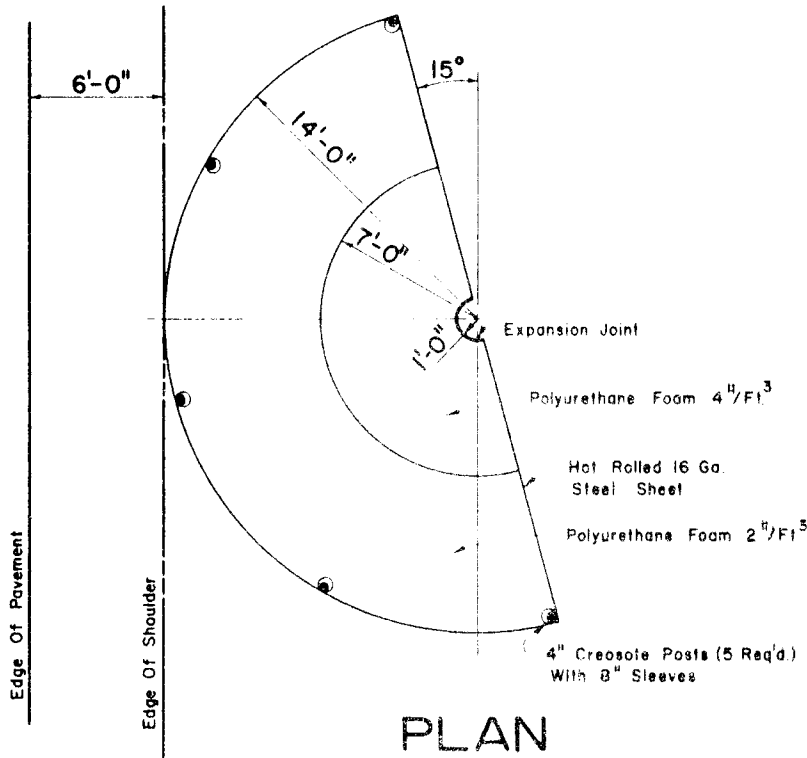 6'-0"
15°
14'-0"
7'-0"
1'-0"
Expansion Joint
Polyurethane Foam 4 #/Ft.³
Hot Rolled 16 Ga.
Steel Sheet
Polyurethane Foam 2 #/Ft³
4" Creosote Posts (5 Req'd.)
With 8" Sleeves
Edge Of Pavement
Edge Of Shoulder
PLAN